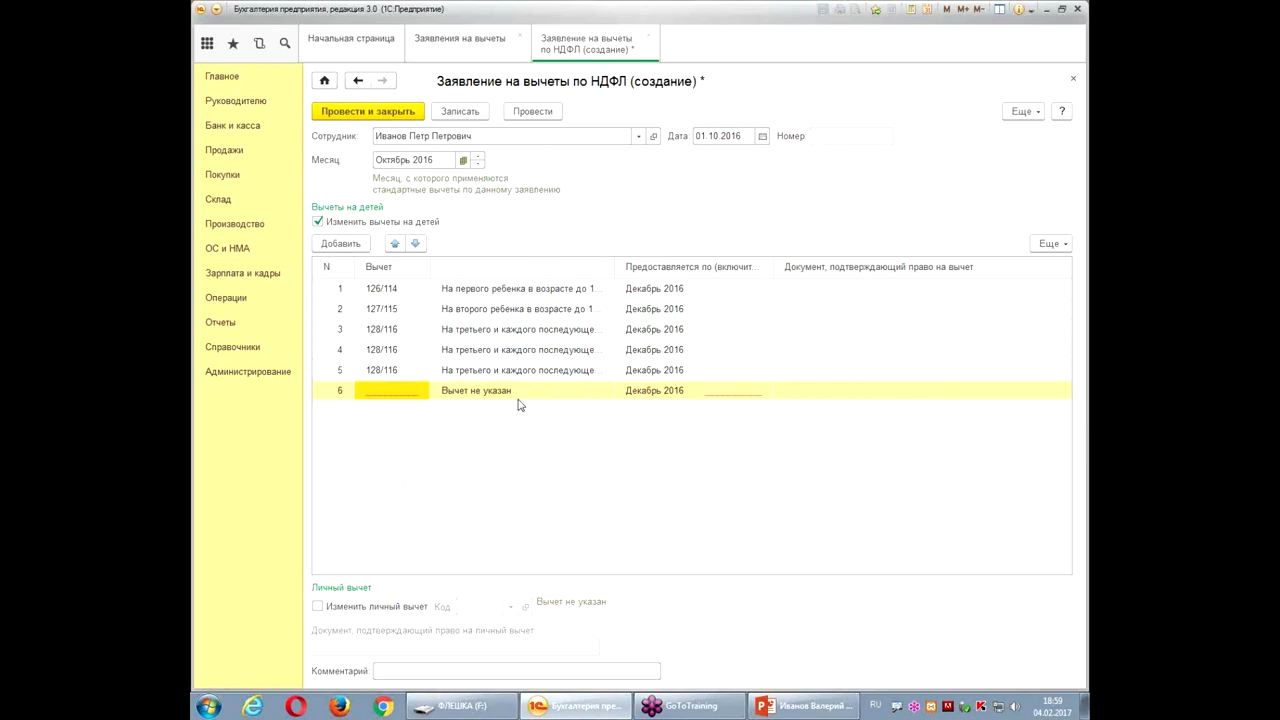 Бухгалтерия предприятия, редакция 3.0 (1С:Предприятие)
M M+ M-
Начальная страница
Заявления на вычеты
Заявление на вычеты по НДФЛ (создание) *
Главное
Руководителю
Банк и касса
Продажи
Покупки
Склад
Производство
ОС и НМА
Зарплата и кадры
Операции
Отчеты
Справочники
Администрирование
Заявление на вычеты по НДФЛ (создание) *
Провести и закрыть Записать Провести Еще ?
Сотрудник: Иванов Петр Петрович Дата: 01.10.2016 Номер:
Месяц: Октябрь 2016
Месяц, с которого применяются
стандартные вычеты по данному заявлению
Вычеты на детей
Изменить вычеты на детей
Добавить Еще
N Вычет Предоставляется по (включит... Документ, подтверждающий право на вычет
1 126/114 На первого ребенка в возрасте до 1... Декабрь 2016
2 127/115 На второго ребенка в возрасте до 1... Декабрь 2016
3 128/116 На третьего и каждого последующе... Декабрь 2016
4 128/116 На третьего и каждого последующе... Декабрь 2016
5 128/116 На третьего и каждого последующе... Декабрь 2016
6 Вычет не указан Декабрь 2016
Личный вычет
Изменить личный вычет Код: Вычет не указан
Документ, подтверждающий право на личный вычет
Комментарий:
ФЛЕШКА (F:) Бухгалтерия пре... GoToTraining Иванов Валерий ... RU 18:59
04.02.2017